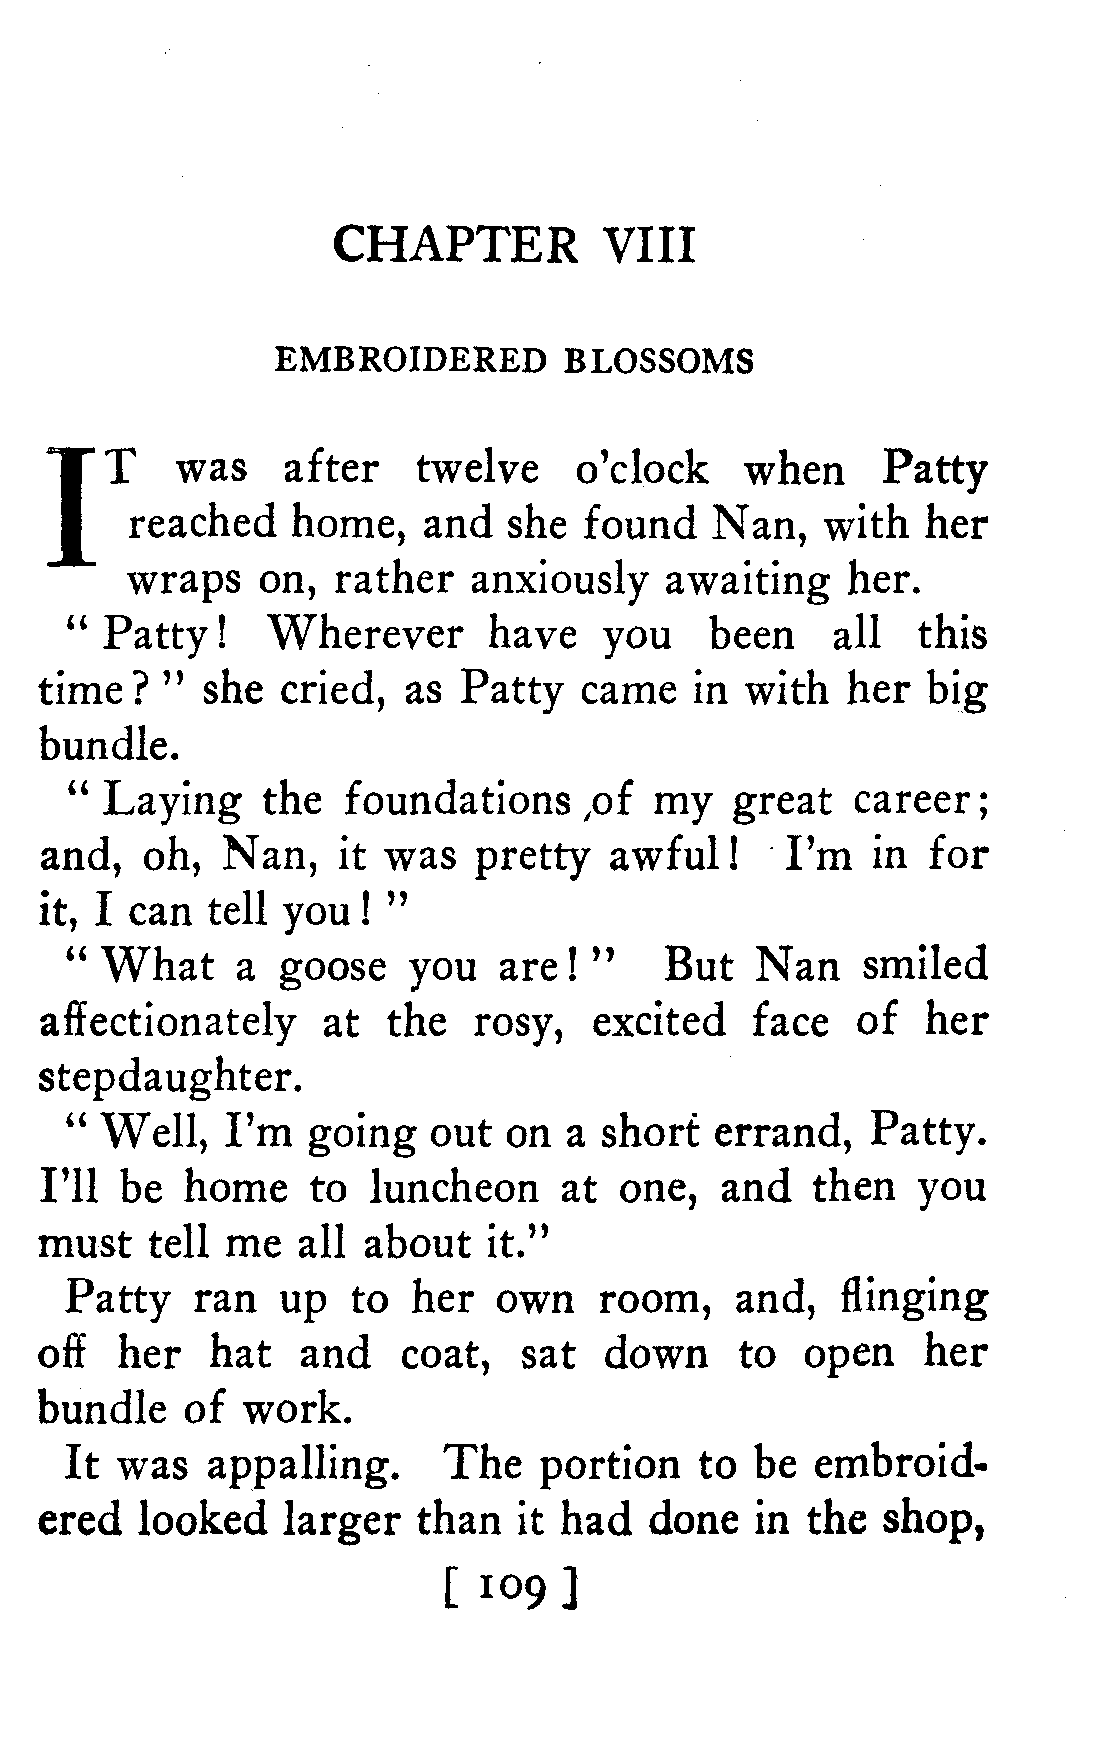 CHAPTER VIII
EMBROIDERED BLOSSOMS
IT was after twelve o'clock when Patty
reached home, and she found Nan, with her
wraps on, rather anxiously awaiting her.
" Patty! Wherever have you been all this
time? " she cried, as Patty came in with her big
bundle.
" Laying the foundations of my great career;
and, oh, Nan, it was pretty awful! I'm in for
it, I can tell you! "
" What a goose you are! " But Nan smiled
affectionately at the rosy, excited face of her
stepdaughter.
" Well, I'm going out on a short errand, Patty.
I'll be home to luncheon at one, and then you
must tell me all about it."
Patty ran up to her own room, and, flinging
off her hat and coat, sat down to open her
bundle of work.
It was appalling. The portion to be embroid-
ered looked larger than it had done in the shop,
[ 109 ]